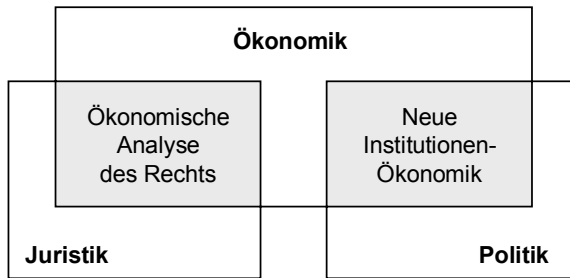 Ökonomik
Ökonomische
Analyse
des Rechts
Neue
Institutionen-
Ökonomik
Juristik
Politik